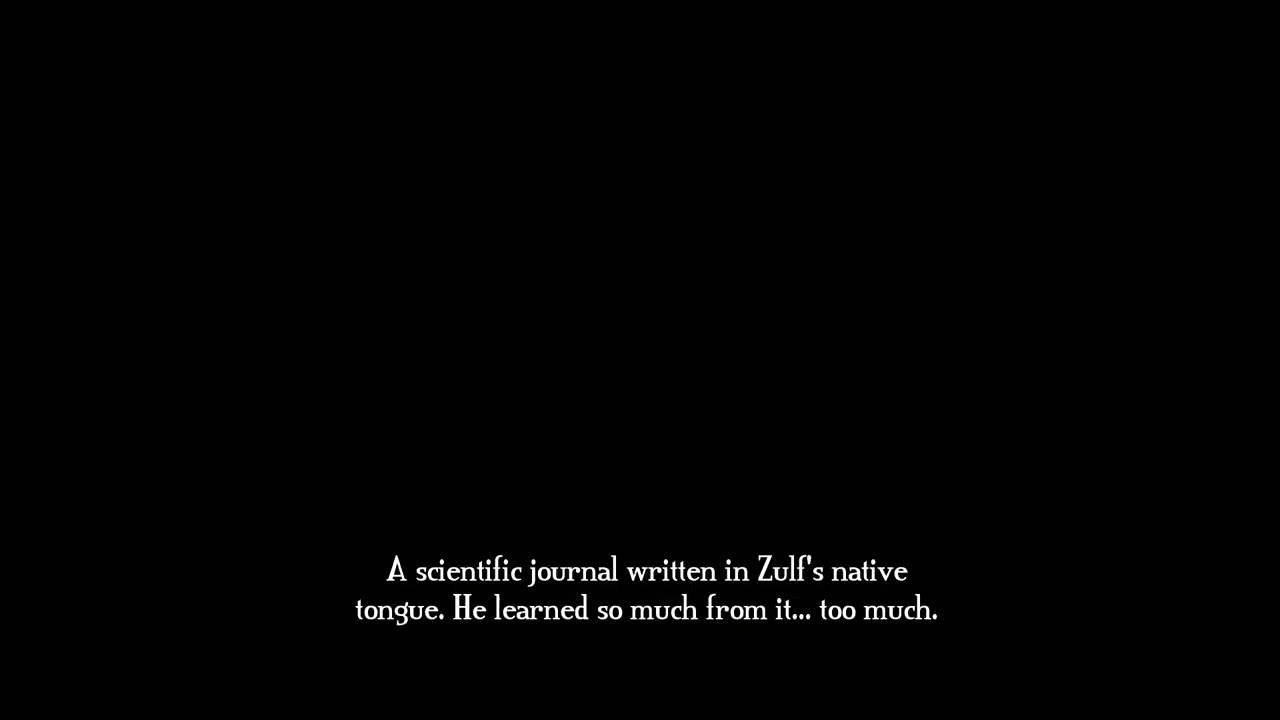 A scientific journal written in Zulf's native
tongue. He learned so much from it... too much.